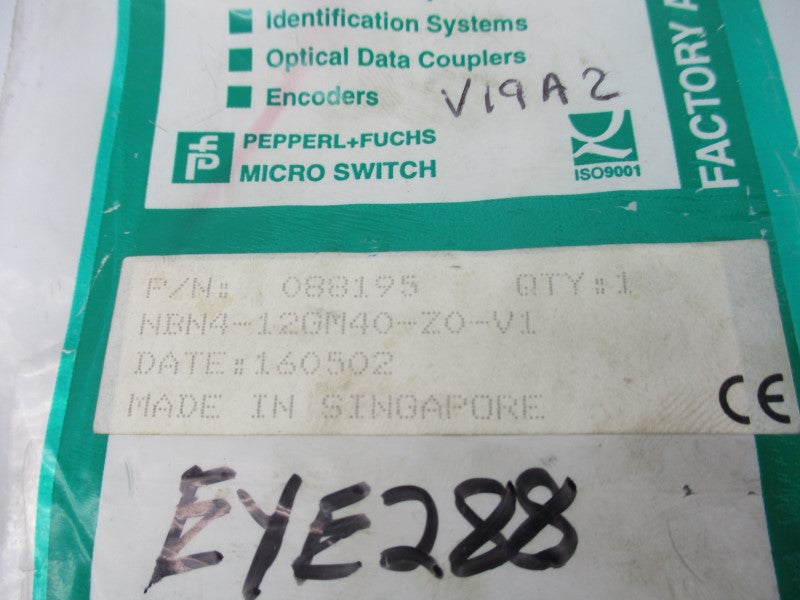 Identification Systems
Optical Data Couplers
Encoders
V19A2
PEPPERL+FUCHS
MICRO SWITCH
ISO9001
FACTORY A
P/N: 088195 QTY:1
NBN4-12GM40-Z0-V1
DATE:160502
MADE IN SINGAPORE
CE
EYE288